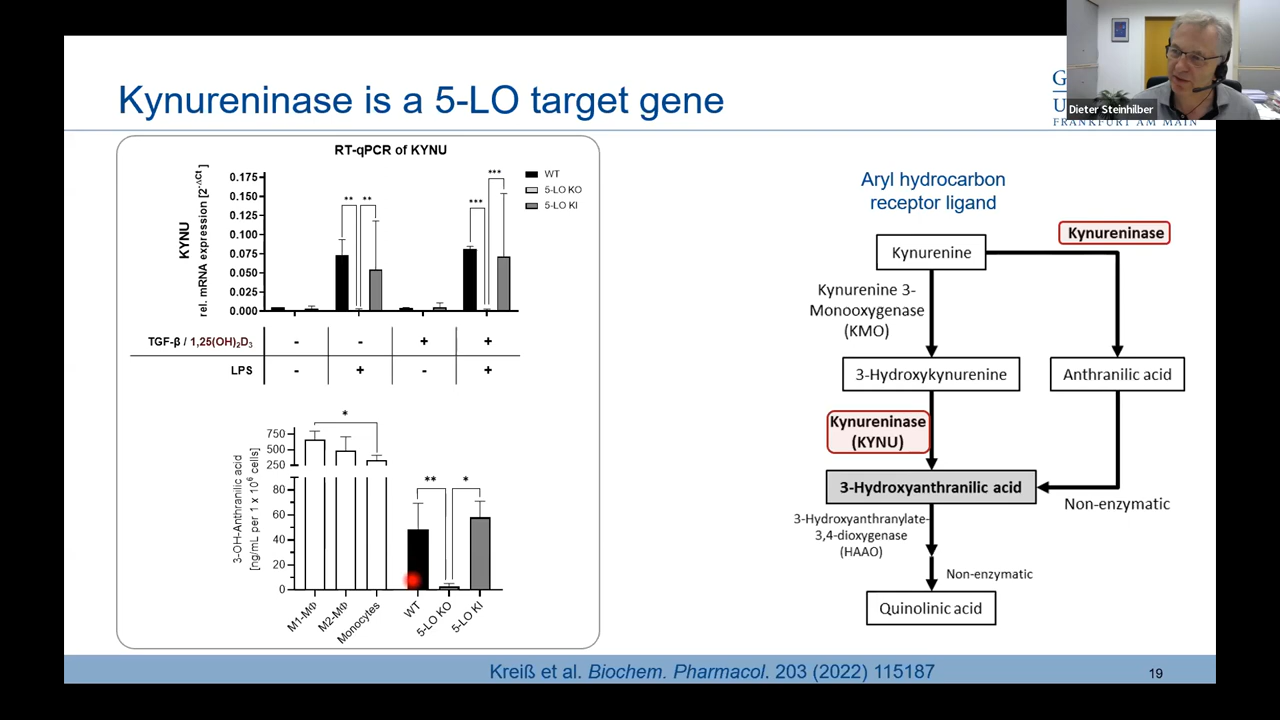 Kynureninase is a 5-LO target gene
G
U
FRANKFURT AM MAIN
Dieter Steinhilber
RT-qPCR of KYNU
KYNU
rel. mRNA expression [2^-ΔCt]
0.175
0.150
0.125
0.100
0.075
0.050
0.025
0.000
** **
*** ***
WT
5-LO KO
5-LO KI
TGF-β / 1,25(OH)₂D₃ - - + +
LPS - + - +
3-OH-Anthranilic acid
[ng/mL per 1 x 10⁶ cells]
750
500
250
80
60
40
20
0
*
** *
M1-MΦ
M2-MΦ
Monocytes
WT
5-LO KO
5-LO KI
Aryl hydrocarbon
receptor ligand
Kynurenine
Kynureninase
Kynurenine 3-
Monooxygenase
(KMO)
3-Hydroxykynurenine
Anthranilic acid
Kynureninase
(KYNU)
3-Hydroxyanthranilic acid
Non-enzymatic
3-Hydroxyanthranylate-
3,4-dioxygenase
(HAAO)
Non-enzymatic
Quinolinic acid
Kreiß et al. Biochem. Pharmacol. 203 (2022) 115187
19